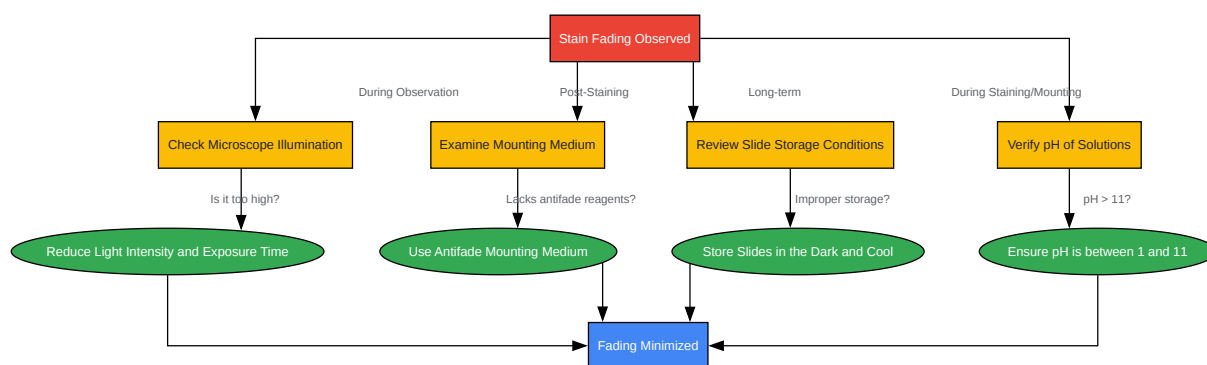 Stain Fading Observed
During Observation
Post-Staining
Long-term
During Staining/Mounting
Check Microscope Illumination
Examine Mounting Medium
Review Slide Storage Conditions
Verify pH of Solutions
Is it too high?
Lacks antifade reagents?
Improper storage?
pH > 11?
Reduce Light Intensity and Exposure Time
Use Antifade Mounting Medium
Store Slides in the Dark and Cool
Ensure pH is between 1 and 11
Fading Minimized